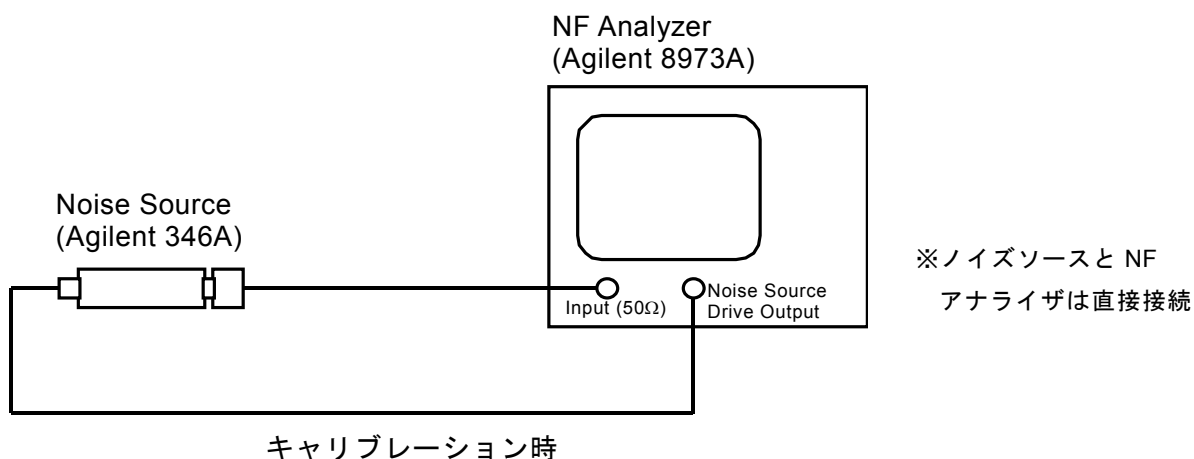 NF Analyzer
(Agilent 8973A)
Noise Source
(Agilent 346A)
Input (50Ω)
Noise Source
Drive Output
※ノイズソースと NF
アナライザは直接接続
キャリブレーション時